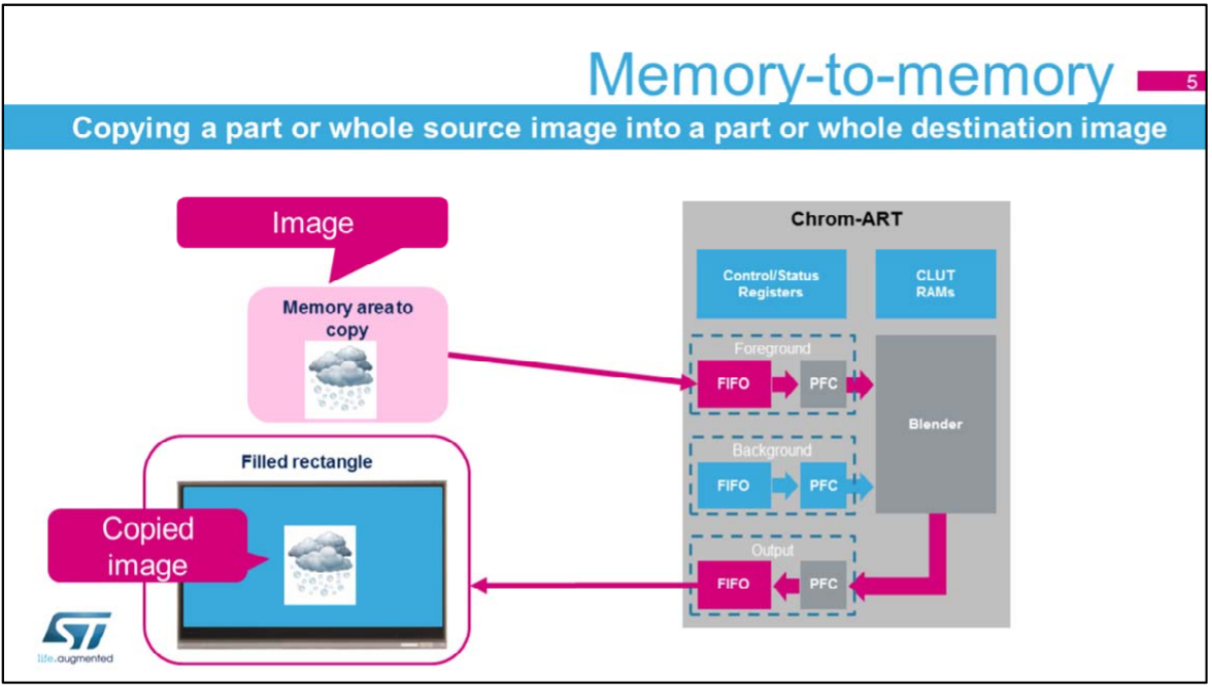 Memory-to-memory
5
Copying a part or whole source image into a part or whole destination image
Image
Memory area to
copy
Filled rectangle
Copied
image
Chrom-ART
Control/Status
Registers
CLUT
RAMs
Foreground
FIFO
PFC
Blender
Background
FIFO
PFC
Output
FIFO
PFC
ST
life.augmented